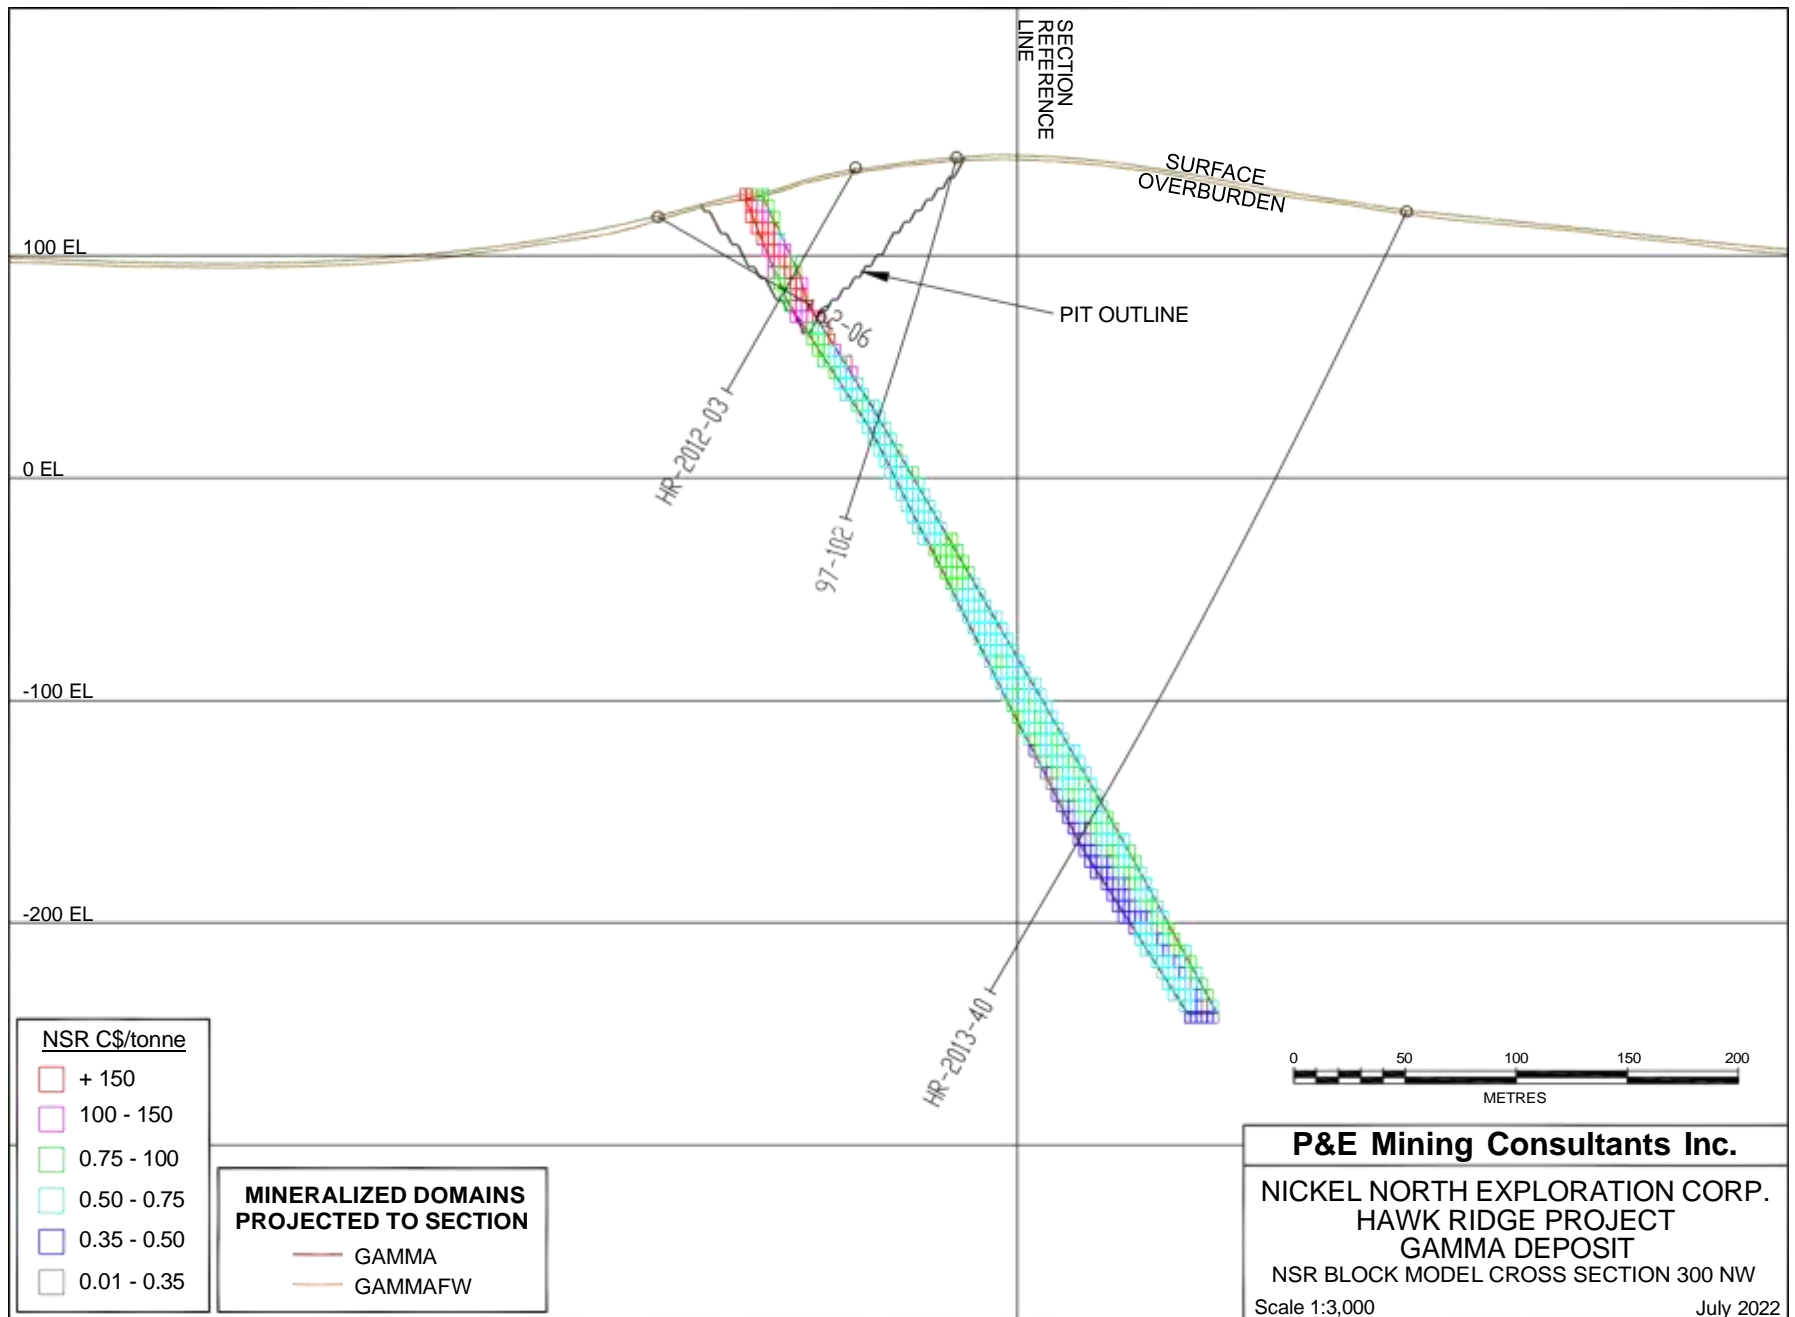 SECTION
REFERENCE
LINE
SURFACE
OVERBURDEN
100 EL
PIT OUTLINE
62-06
HR-2012-03
0 EL
97-102
-100 EL
-200 EL
HR-2013-40
NSR C$/tonne
+ 150
100 - 150
0.75 - 100
0.50 - 0.75
0.35 - 0.50
0.01 - 0.35
MINERALIZED DOMAINS
PROJECTED TO SECTION
GAMMA
GAMMAFW
0 50 100 150 200
METRES
P&E Mining Consultants Inc.
NICKEL NORTH EXPLORATION CORP.
HAWK RIDGE PROJECT
GAMMA DEPOSIT
NSR BLOCK MODEL CROSS SECTION 300 NW
Scale 1:3,000 July 2022